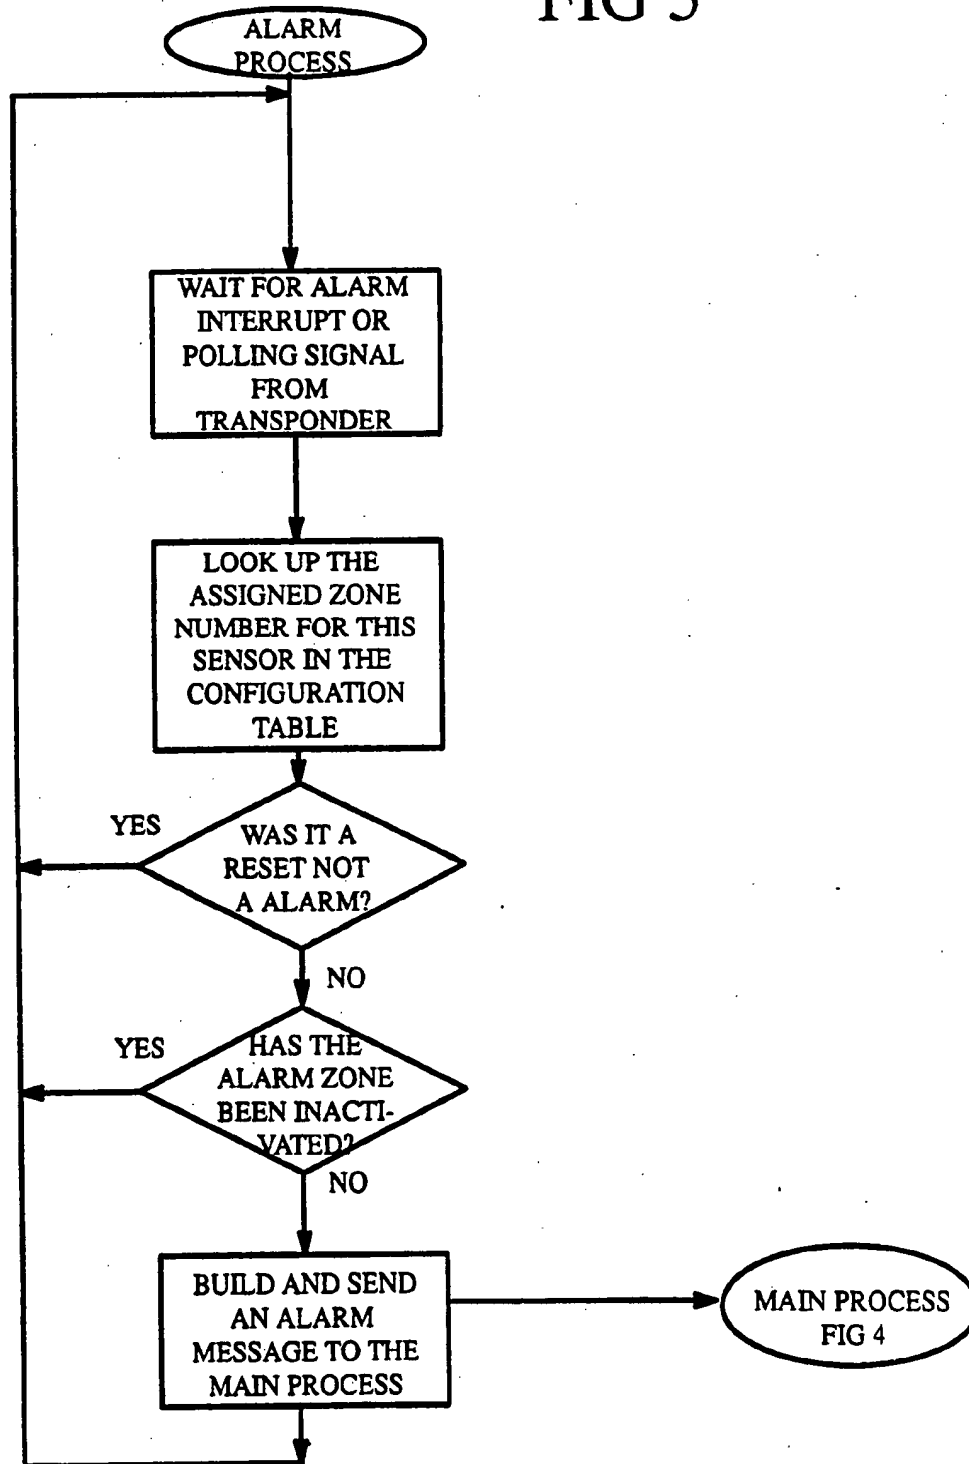 FIG 5
ALARM
PROCESS
WAIT FOR ALARM
INTERRUPT OR
POLLING SIGNAL
FROM
TRANSPONDER
LOOK UP THE
ASSIGNED ZONE
NUMBER FOR THIS
SENSOR IN THE
CONFIGURATION
TABLE
YES
WAS IT A
RESET NOT
A ALARM?
NO
YES
HAS THE
ALARM ZONE
BEEN INACTI-
VATED?
NO
BUILD AND SEND
AN ALARM
MESSAGE TO THE
MAIN PROCESS
MAIN PROCESS
FIG 4